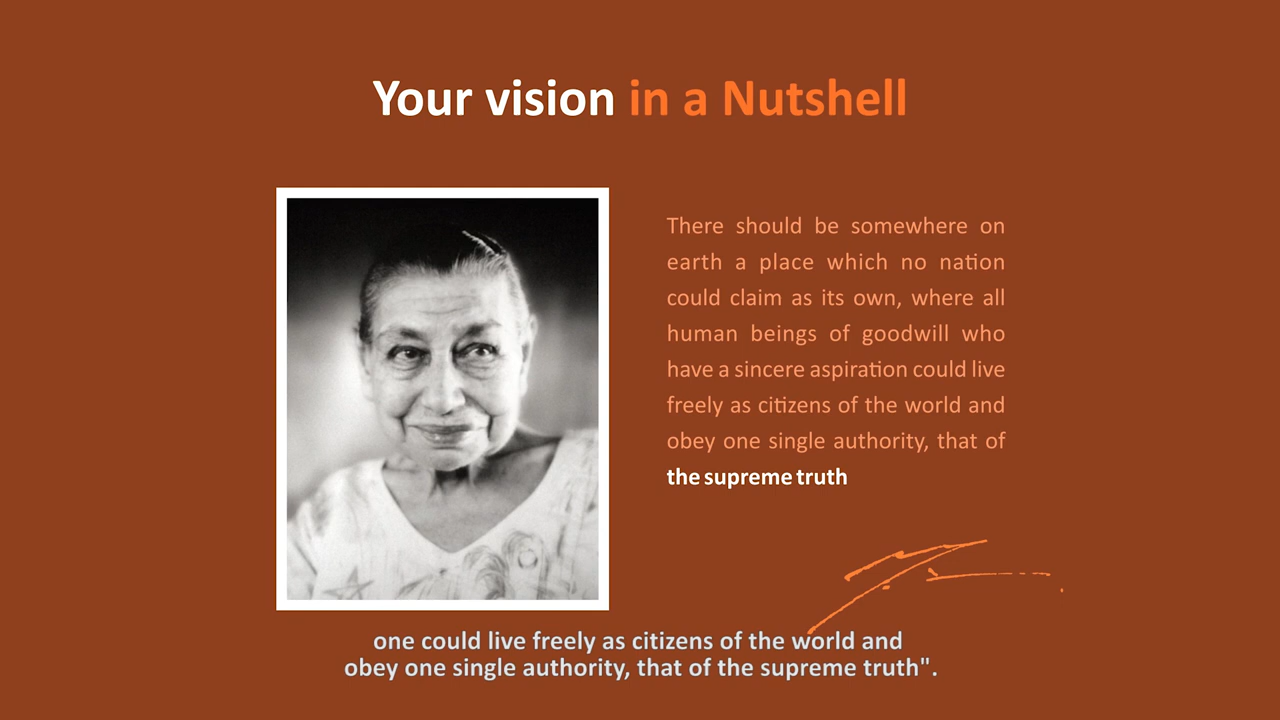 Your vision in a Nutshell
There should be somewhere on
earth a place which no nation
could claim as its own, where all
human beings of goodwill who
have a sincere aspiration could live
freely as citizens of the world and
obey one single authority, that of
the supreme truth
one could live freely as citizens of the world and
obey one single authority, that of the supreme truth".